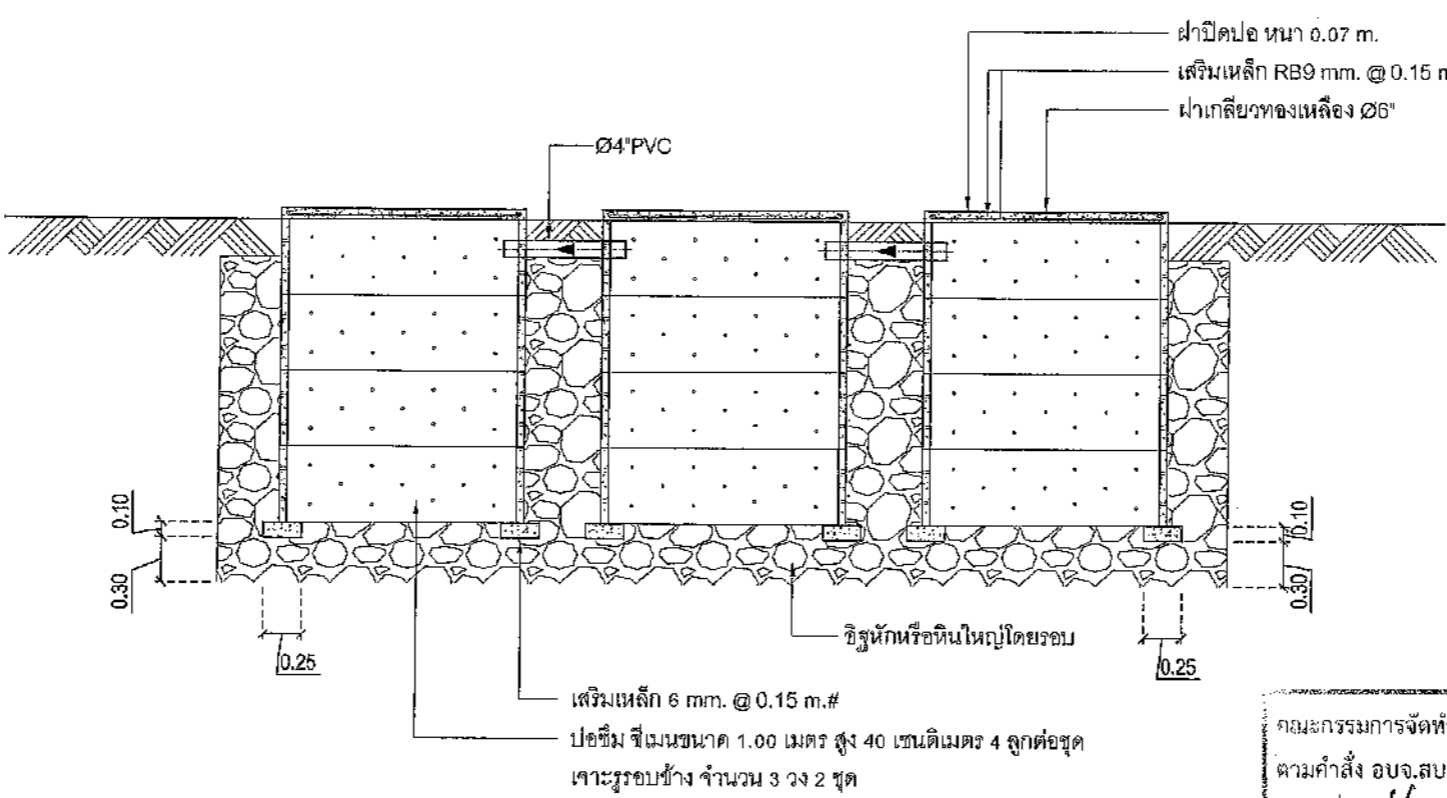 ฝาปิดบ่อ หนา 0.07 m.
เสริมเหล็ก RB9 mm. @ 0.15 m
ฝาเกลียวทองเหลือง Ø6"
Ø4"PVC
0.10
0.30
0.25
0.10
0.30
0.25
อิฐหักหรือหินใหญ่โดยรอบ
เสริมเหล็ก 6 mm. @ 0.15 m.#
บ่อซึม ซีเมนขนาด 1.00 เมตร สูง 40 เซนติเมตร 4 ลูกต่อชุด
เจาะรูรอบข้าง จำนวน 3 วง 2 ชุด
คณะกรรมการจัดทำ
ตามคำสั่ง อบจ.สบ